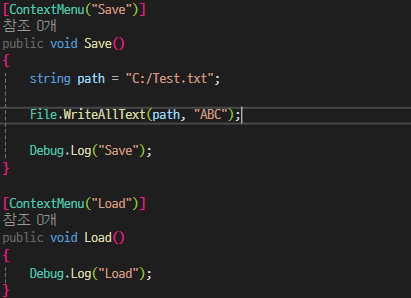 [ContextMenu("Save")]
참조 0개
public void Save()
{
string path = "C:/Test.txt";
File.WriteAllText(path, "ABC");
Debug.Log("Save");
}
[ContextMenu("Load")]
참조 0개
public void Load()
{
Debug.Log("Load");
}